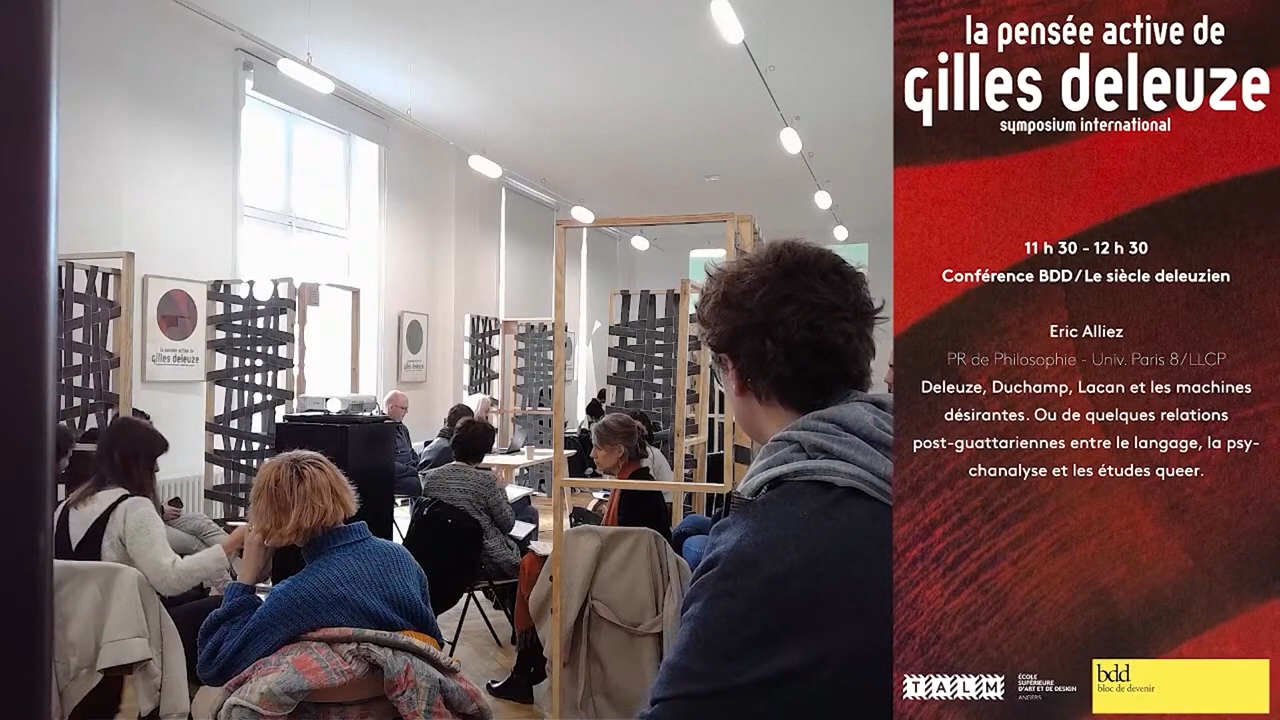 la pensée active de
gilles deleuze
la pensée active de
gilles deleuze
symposium international
11 h 30 - 12 h 30
Conférence BDD / Le siècle deleuzien
Eric Alliez
PR de Philosophie - Univ. Paris 8/LLCP
Deleuze, Duchamp, Lacan et les machines
désirantes. Ou de quelques relations
post-guattariennes entre le langage, la psy-
chanalyse et les études queer.
TALM
ÉCOLE
SUPÉRIEURE
D'ART ET DE DESIGN
ANGERS
bdd
bloc de devenir